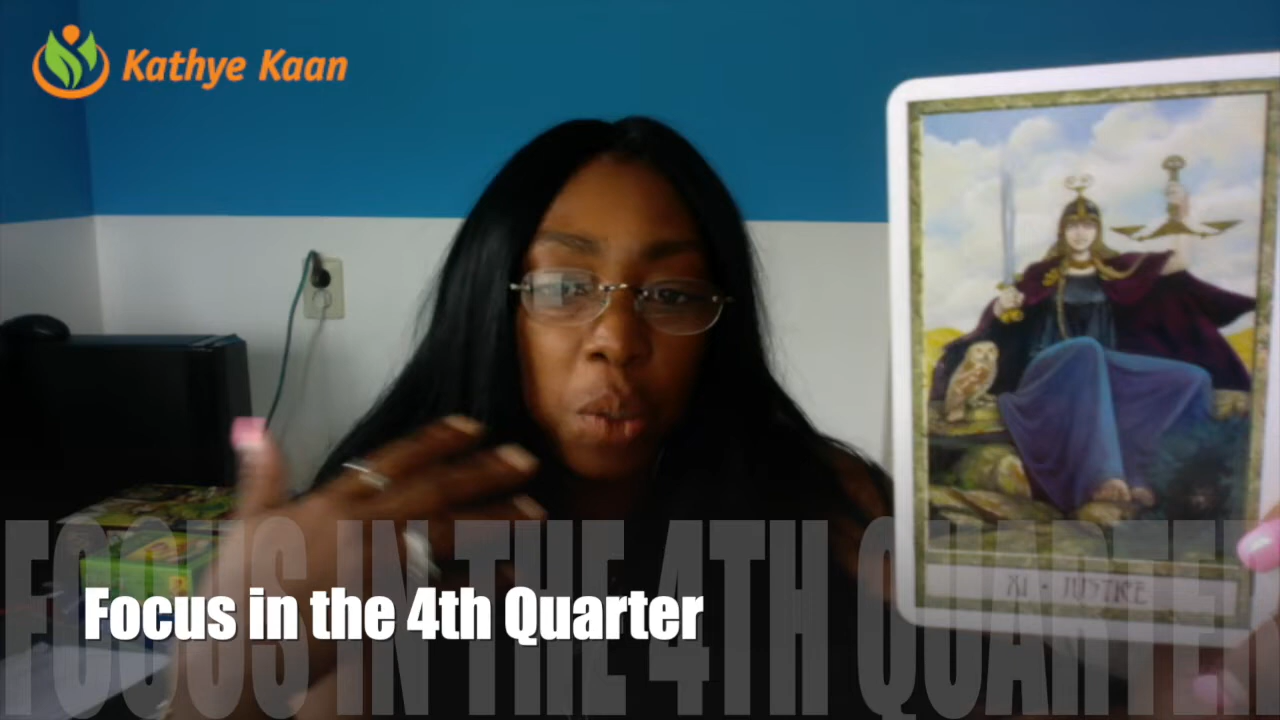 Kathye Kaan
FOCUS IN THE 4TH QUARTER
Focus in the 4th Quarter
XI · JUSTICE